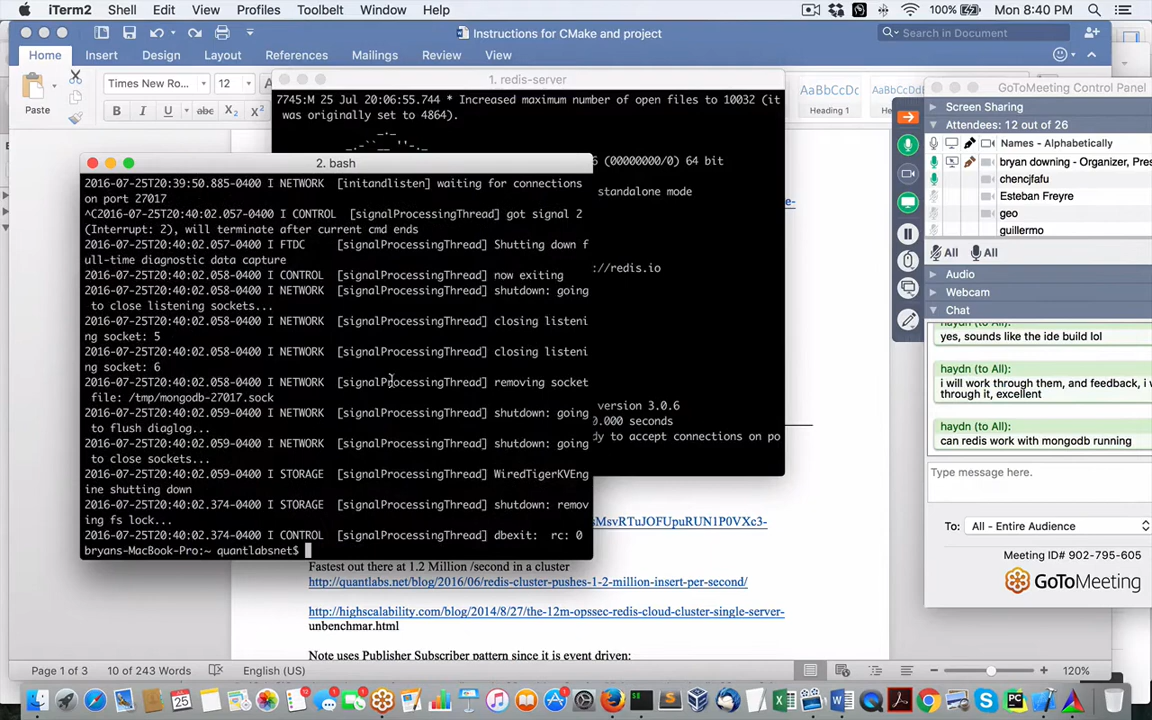 iTerm2 Shell Edit View Profiles Toolbelt Window Help
100% Mon 8:40 PM
Instructions for CMake and project
Search in Document
Home Insert Design Layout References Mailings Review View
Paste
Times New Ro... 12
B I U abc X2 X2
AaBbCcDc AaBbCcDc
Heading 1
1. redis-server
7745:M 25 Jul 20:06:55.744 * Increased maximum number of open files to 10032 (it
was originally set to 4864).
6 (00000000/0) 64 bit
standalone mode
://redis.io
version 3.0.6
0.000 seconds
dy to accept connections on po
2. bash
2016-07-25T20:39:50.885-0400 I NETWORK [initandlisten] waiting for connections
on port 27017
^C2016-07-25T20:40:02.057-0400 I CONTROL [signalProcessingThread] got signal 2
(Interrupt: 2), will terminate after current cmd ends
2016-07-25T20:40:02.057-0400 I FTDC [signalProcessingThread] Shutting down f
ull-time diagnostic data capture
2016-07-25T20:40:02.058-0400 I CONTROL [signalProcessingThread] now exiting
2016-07-25T20:40:02.058-0400 I NETWORK [signalProcessingThread] shutdown: going
to close listening sockets...
2016-07-25T20:40:02.058-0400 I NETWORK [signalProcessingThread] closing listeni
ng socket: 5
2016-07-25T20:40:02.058-0400 I NETWORK [signalProcessingThread] closing listeni
ng socket: 6
2016-07-25T20:40:02.058-0400 I NETWORK [signalProcessingThread] removing socket
file: /tmp/mongodb-27017.sock
2016-07-25T20:40:02.059-0400 I NETWORK [signalProcessingThread] shutdown: going
to flush diaglog...
2016-07-25T20:40:02.059-0400 I NETWORK [signalProcessingThread] shutdown: going
to close sockets...
2016-07-25T20:40:02.059-0400 I STORAGE [signalProcessingThread] WiredTigerKVEng
ine shutting down
2016-07-25T20:40:02.374-0400 I STORAGE [signalProcessingThread] shutdown: remov
ing fs lock...
2016-07-25T20:40:02.374-0400 I CONTROL [signalProcessingThread] dbexit: rc: 0
bryans-MacBook-Pro:~ quantlabsnet$
sMsvRTuJOFUpuRUN1P0VXc3-
Fastest out there at 1.2 Million /second in a cluster
http://quantlabs.net/blog/2016/06/redis-cluster-pushes-1-2-million-insert-per-second/
http://highscalability.com/blog/2014/8/27/the-12m-opssec-redis-cloud-cluster-single-server-
unbenchmar.html
Note uses Publisher Subscriber pattern since it is event driven:
Page 1 of 3 10 of 243 Words English (US) 120%
GoToMeeting Control Panel
Screen Sharing
Attendees: 12 out of 26
Names - Alphabetically
bryan downing - Organizer, Pres
chencjfafu
Esteban Freyre
geo
guillermo
All All
Audio
Webcam
Chat
haydn (to All):
yes, sounds like the ide build lol
haydn (to All):
i will work through them, and feedback, i w
through it, excellent
haydn (to All):
can redis work with mongodb running
Type message here...
To: All - Entire Audience
Meeting ID# 902-795-605
GoToMeeting